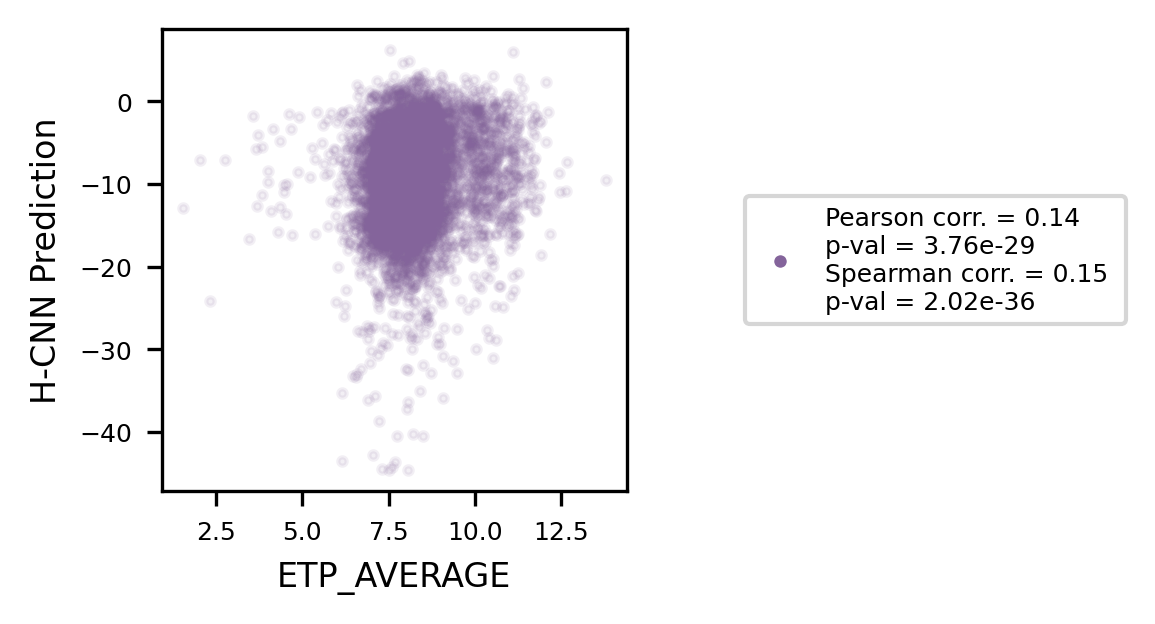 H-CNN Prediction
0
−10
−20
−30
−40
2.5 5.0 7.5 10.0 12.5
ETP_AVERAGE
Pearson corr. = 0.14
p-val = 3.76e-29
Spearman corr. = 0.15
p-val = 2.02e-36